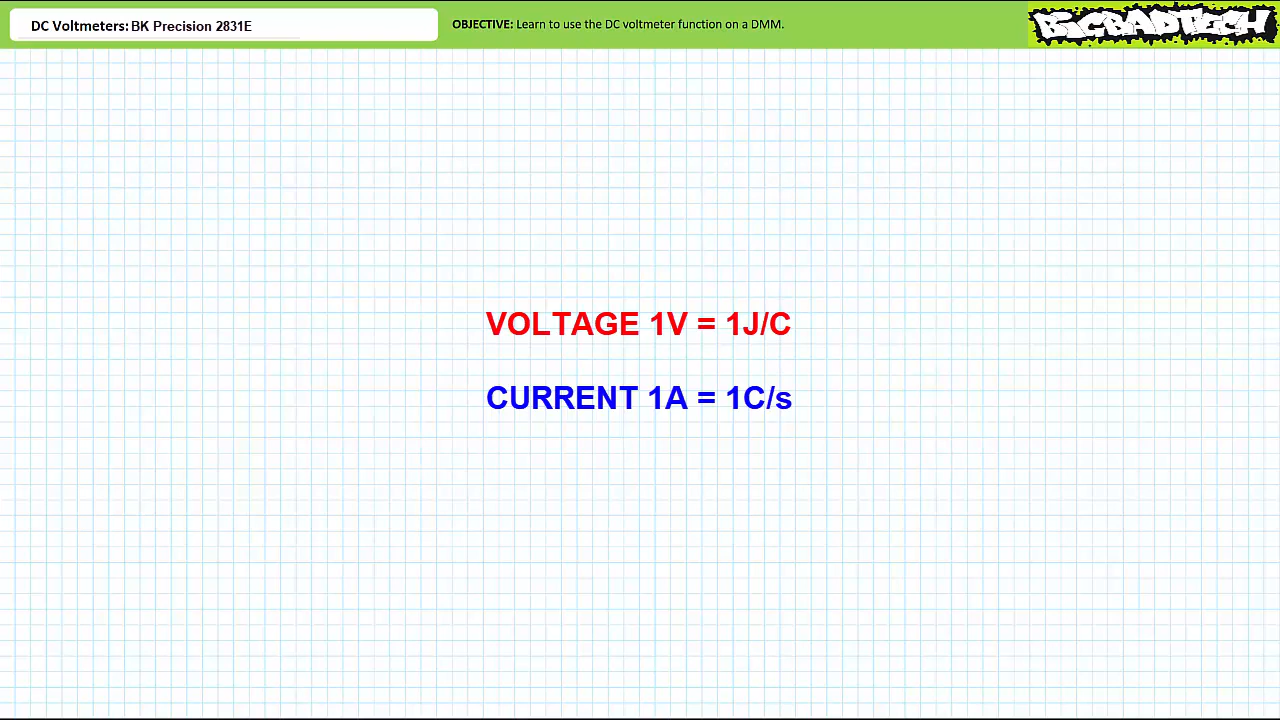 DC Voltmeters: BK Precision 2831E
OBJECTIVE: Learn to use the DC voltmeter function on a DMM.
BIGBADTECH
VOLTAGE 1V = 1J/C
CURRENT 1A = 1C/s